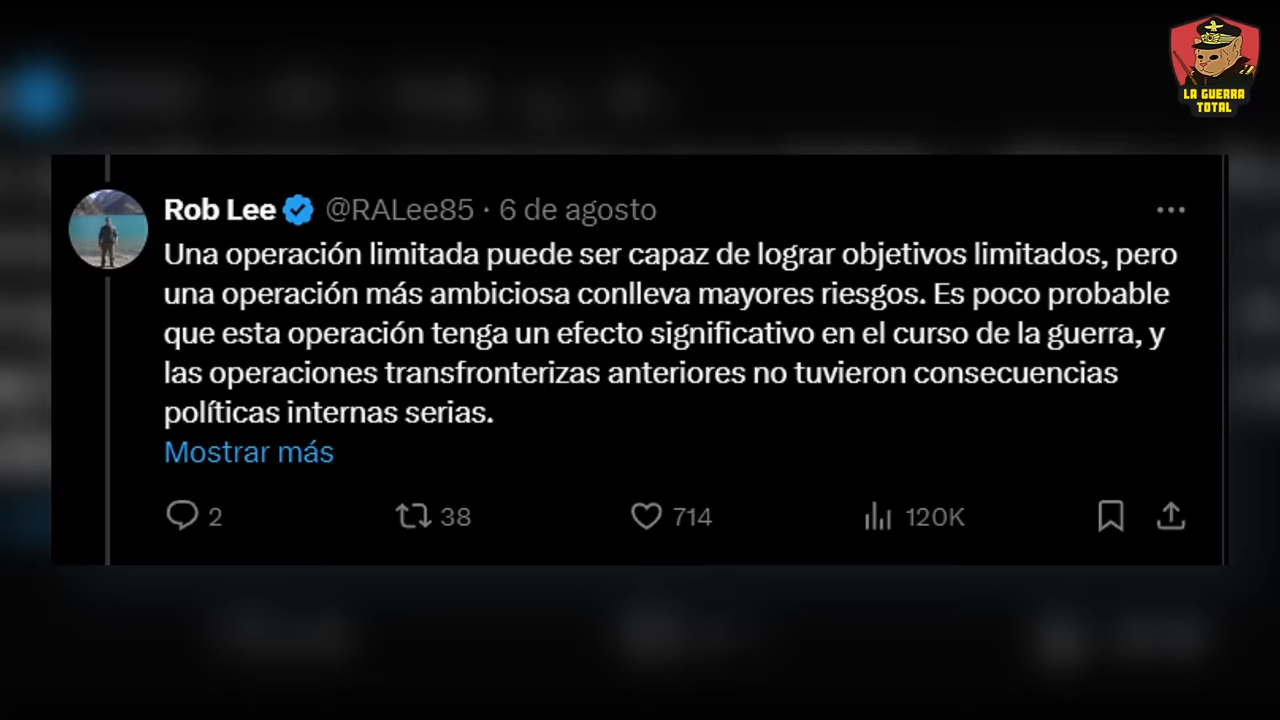 LA GUERRA
TOTAL
Rob Lee @RALee85 · 6 de agosto
Una operación limitada puede ser capaz de lograr objetivos limitados, pero
una operación más ambiciosa conlleva mayores riesgos. Es poco probable
que esta operación tenga un efecto significativo en el curso de la guerra, y
las operaciones transfronterizas anteriores no tuvieron consecuencias
políticas internas serias.
Mostrar más
2 38 714 120K